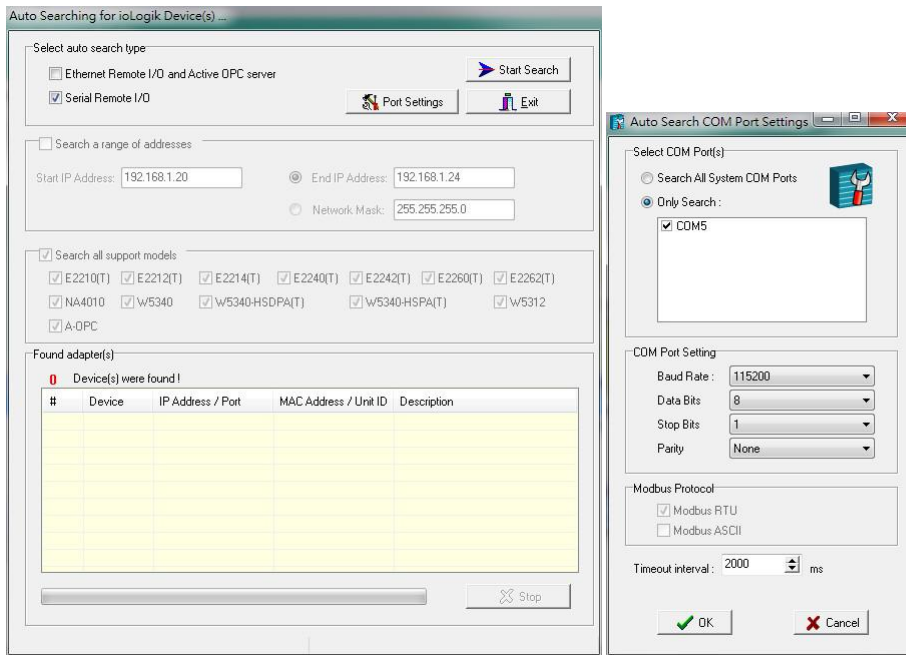 Auto Searching for ioLogik Device(s) ...
Select auto search type
Ethernet Remote I/O and Active OPC server
Start Search
Serial Remote I/O
Port Settings
Exit
Search a range of addresses
Start IP Address: 192.168.1.20
End IP Address: 192.168.1.24
Network Mask: 255.255.255.0
Search all support models
E2210(T) E2212(T) E2214(T) E2240(T) E2242(T) E2260(T) E2262(T)
NA4010 W5340 W5340-HSDPA(T) W5340-HSPA(T) W5312
A-OPC
Found adapter(s)
0 Device(s) were found !
# Device IP Address / Port MAC Address / Unit ID Description
Stop
Auto Search COM Port Settings
Select COM Port(s)
Search All System COM Ports
Only Search :
COM5
COM Port Setting
Baud Rate : 115200
Data Bits 8
Stop Bits 1
Parity None
Modbus Protocol
Modbus RTU
Modbus ASCII
Timeout interval : 2000 ms
OK Cancel